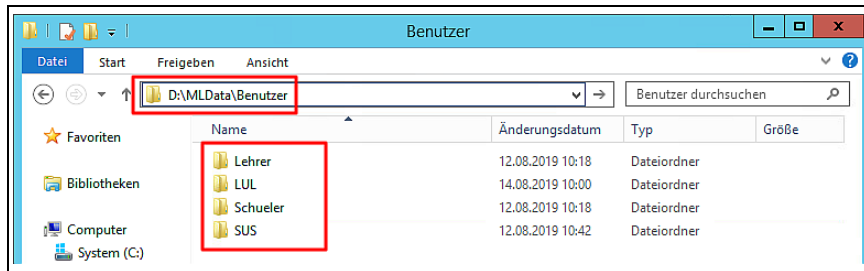 Benutzer
Datei Start Freigeben Ansicht
D:\MLData\Benutzer Benutzer durchsuchen
Name Änderungsdatum Typ Größe
Favoriten
Lehrer 12.08.2019 10:18 Dateiordner
Bibliotheken LUL 14.08.2019 10:00 Dateiordner
Schueler 12.08.2019 10:18 Dateiordner
Computer SUS 12.08.2019 10:42 Dateiordner
System (C:)